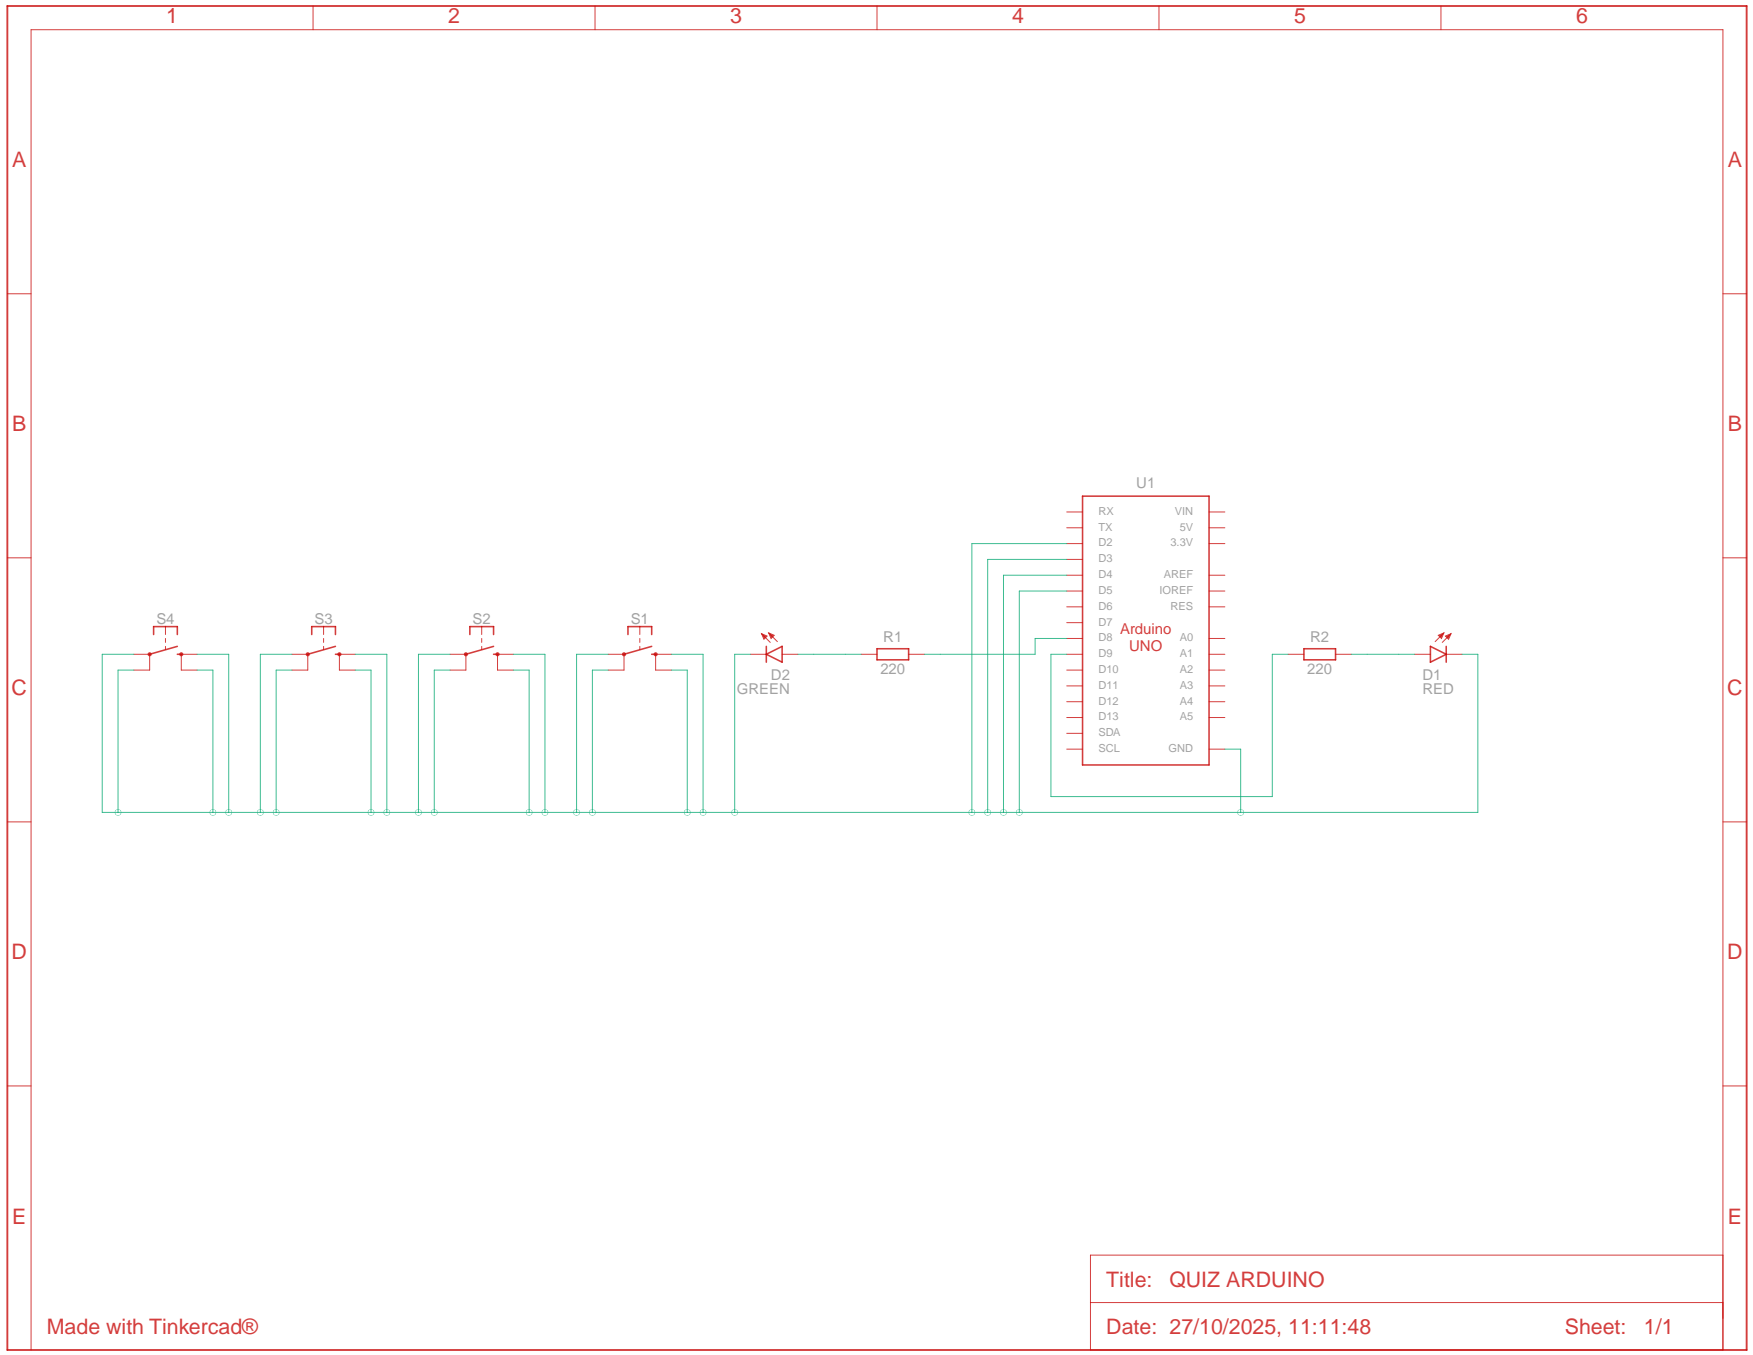 1 2 3 4 5 6
A A
B B
U1
RX VIN
TX 5V
D2 3.3V
D3
D4 AREF
D5 IOREF
D6 RES
D7
Arduino
UNO
D8 A0
D9 A1
D10 A2
D11 A3
D12 A4
D13 A5
SDA
SCL GND
S4 S3 S2 S1
D2
GREEN
R1
220
R2
220
D1
RED
C C
D D
E E
Title: QUIZ ARDUINO
Made with Tinkercad®
Date: 27/10/2025, 11:11:48 Sheet: 1/1